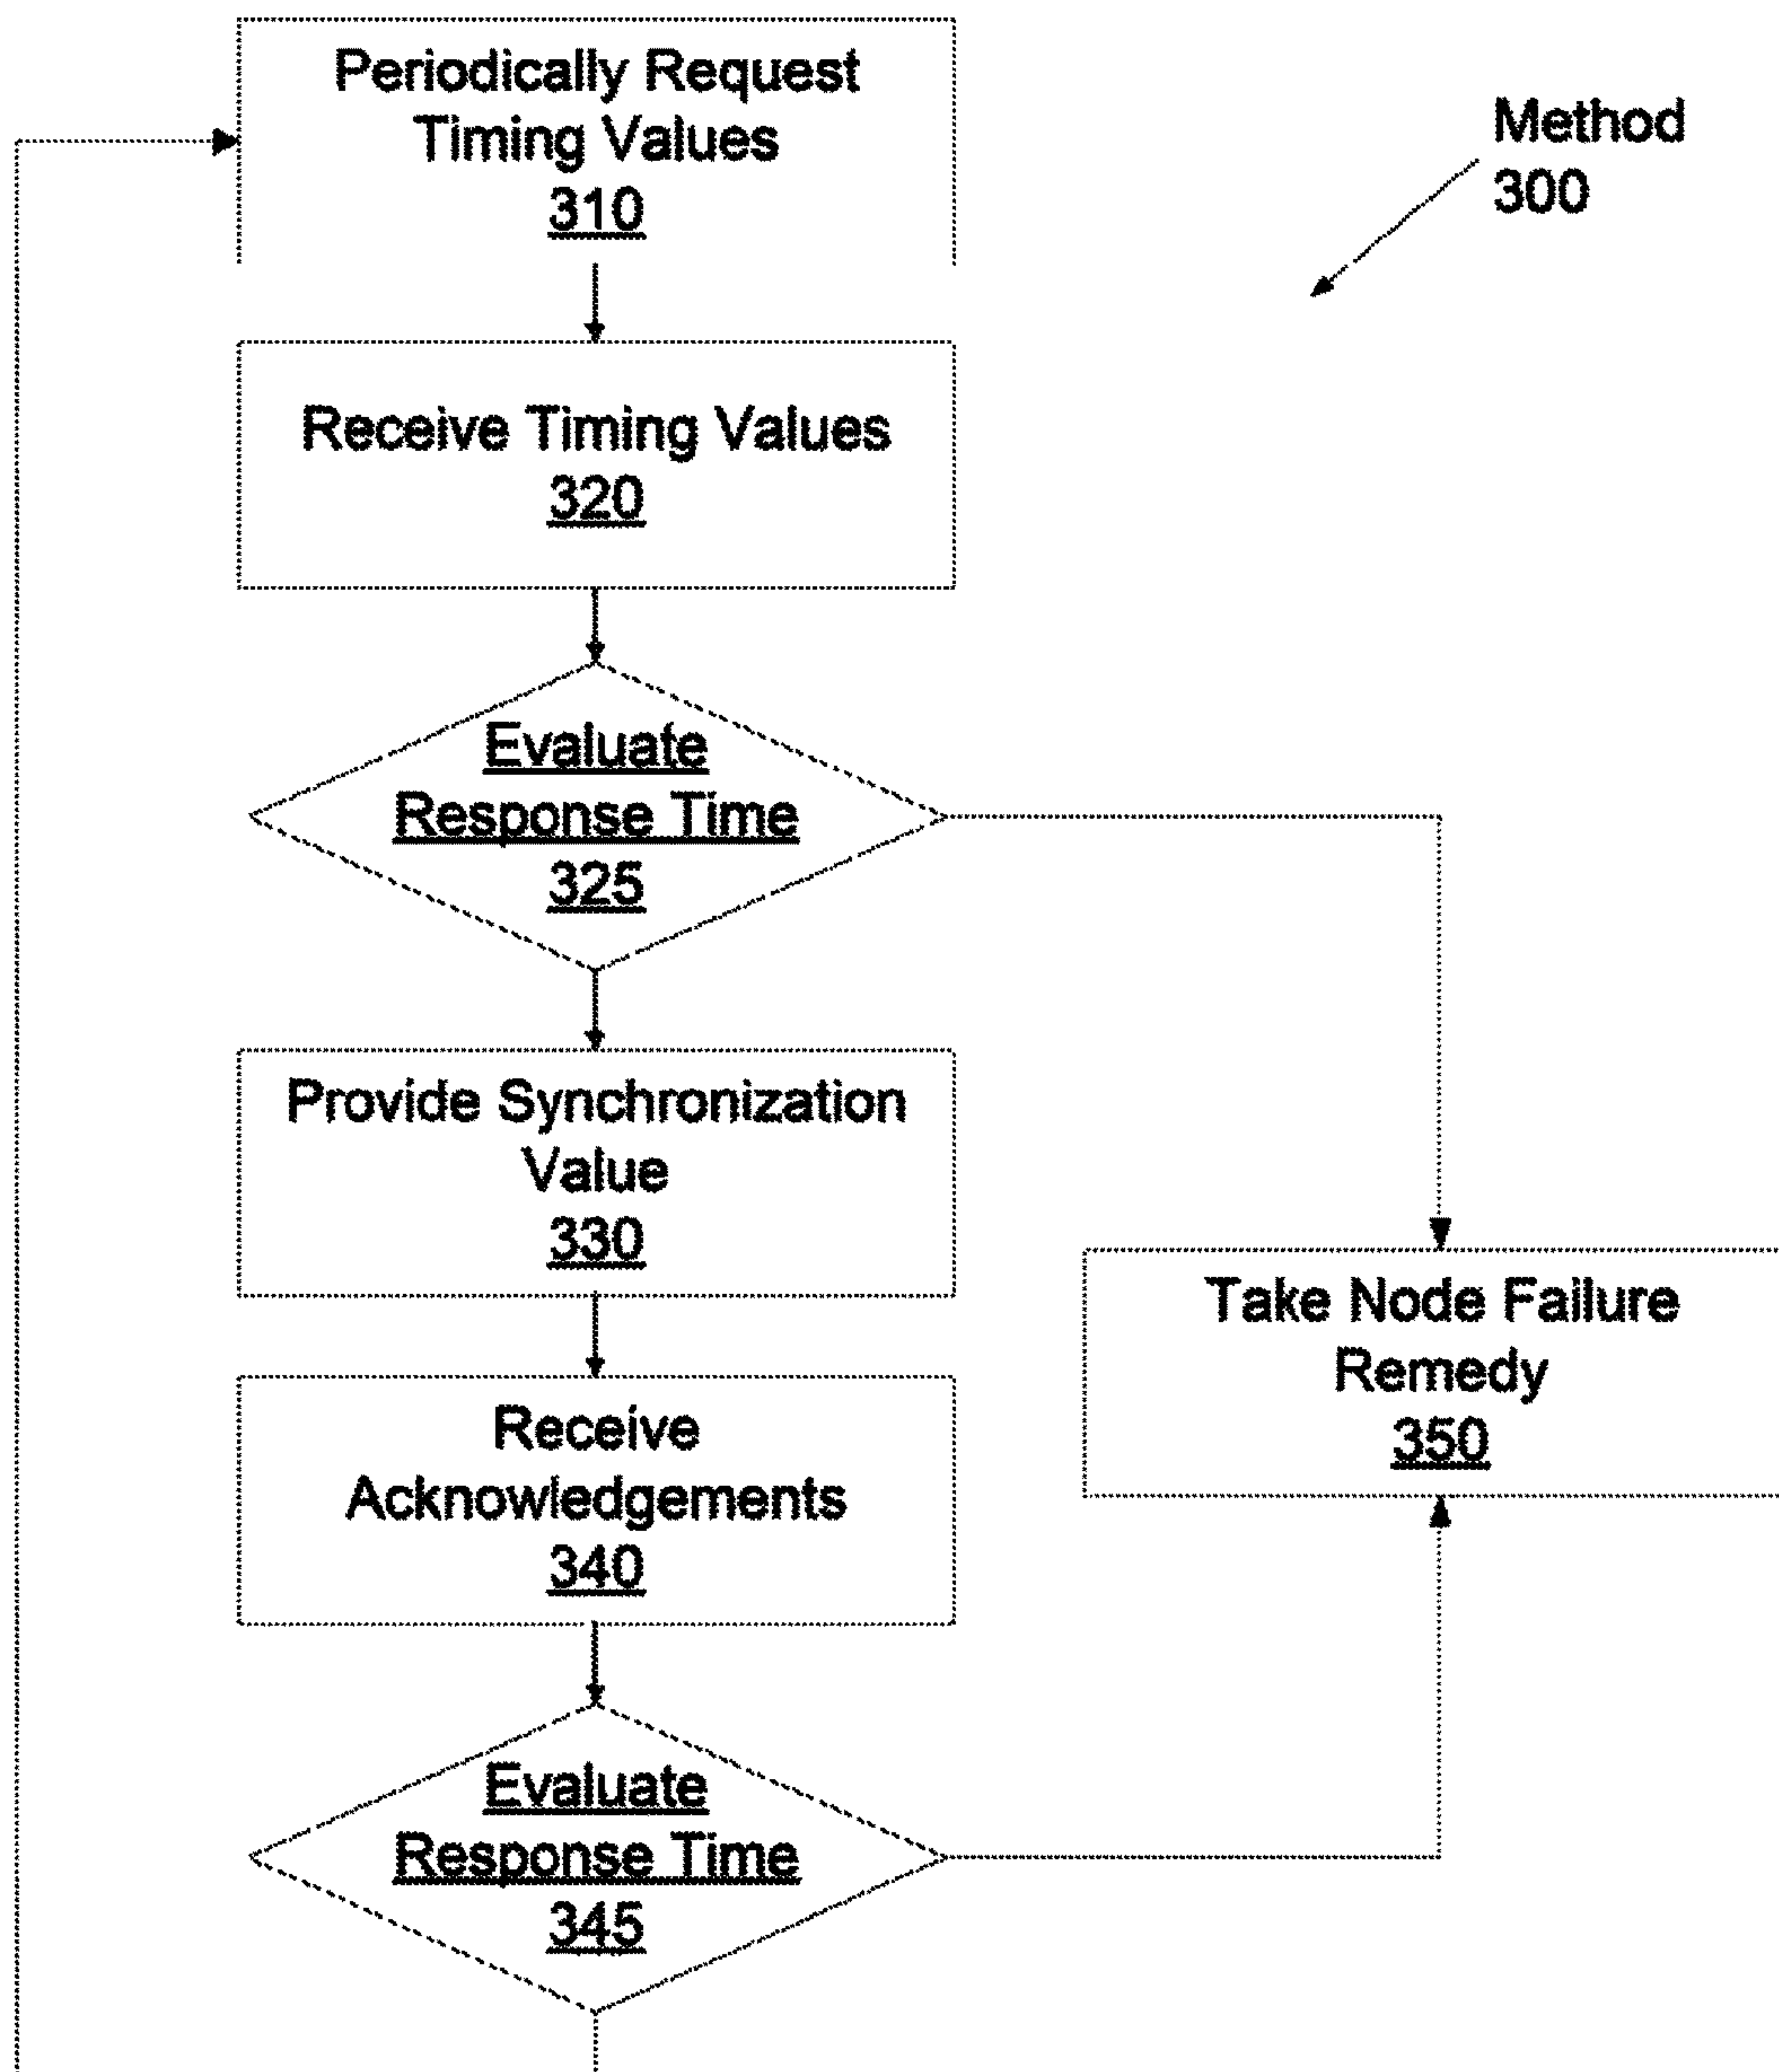 Periodically Request
Timing Values
310
Method
300
Receive Timing Values
320
Evaluate
Response Time
325
Provide Synchronization
Value
330
Take Node Failure
Remedy
350
Receive
Acknowledgements
340
Evaluate
Response Time
345